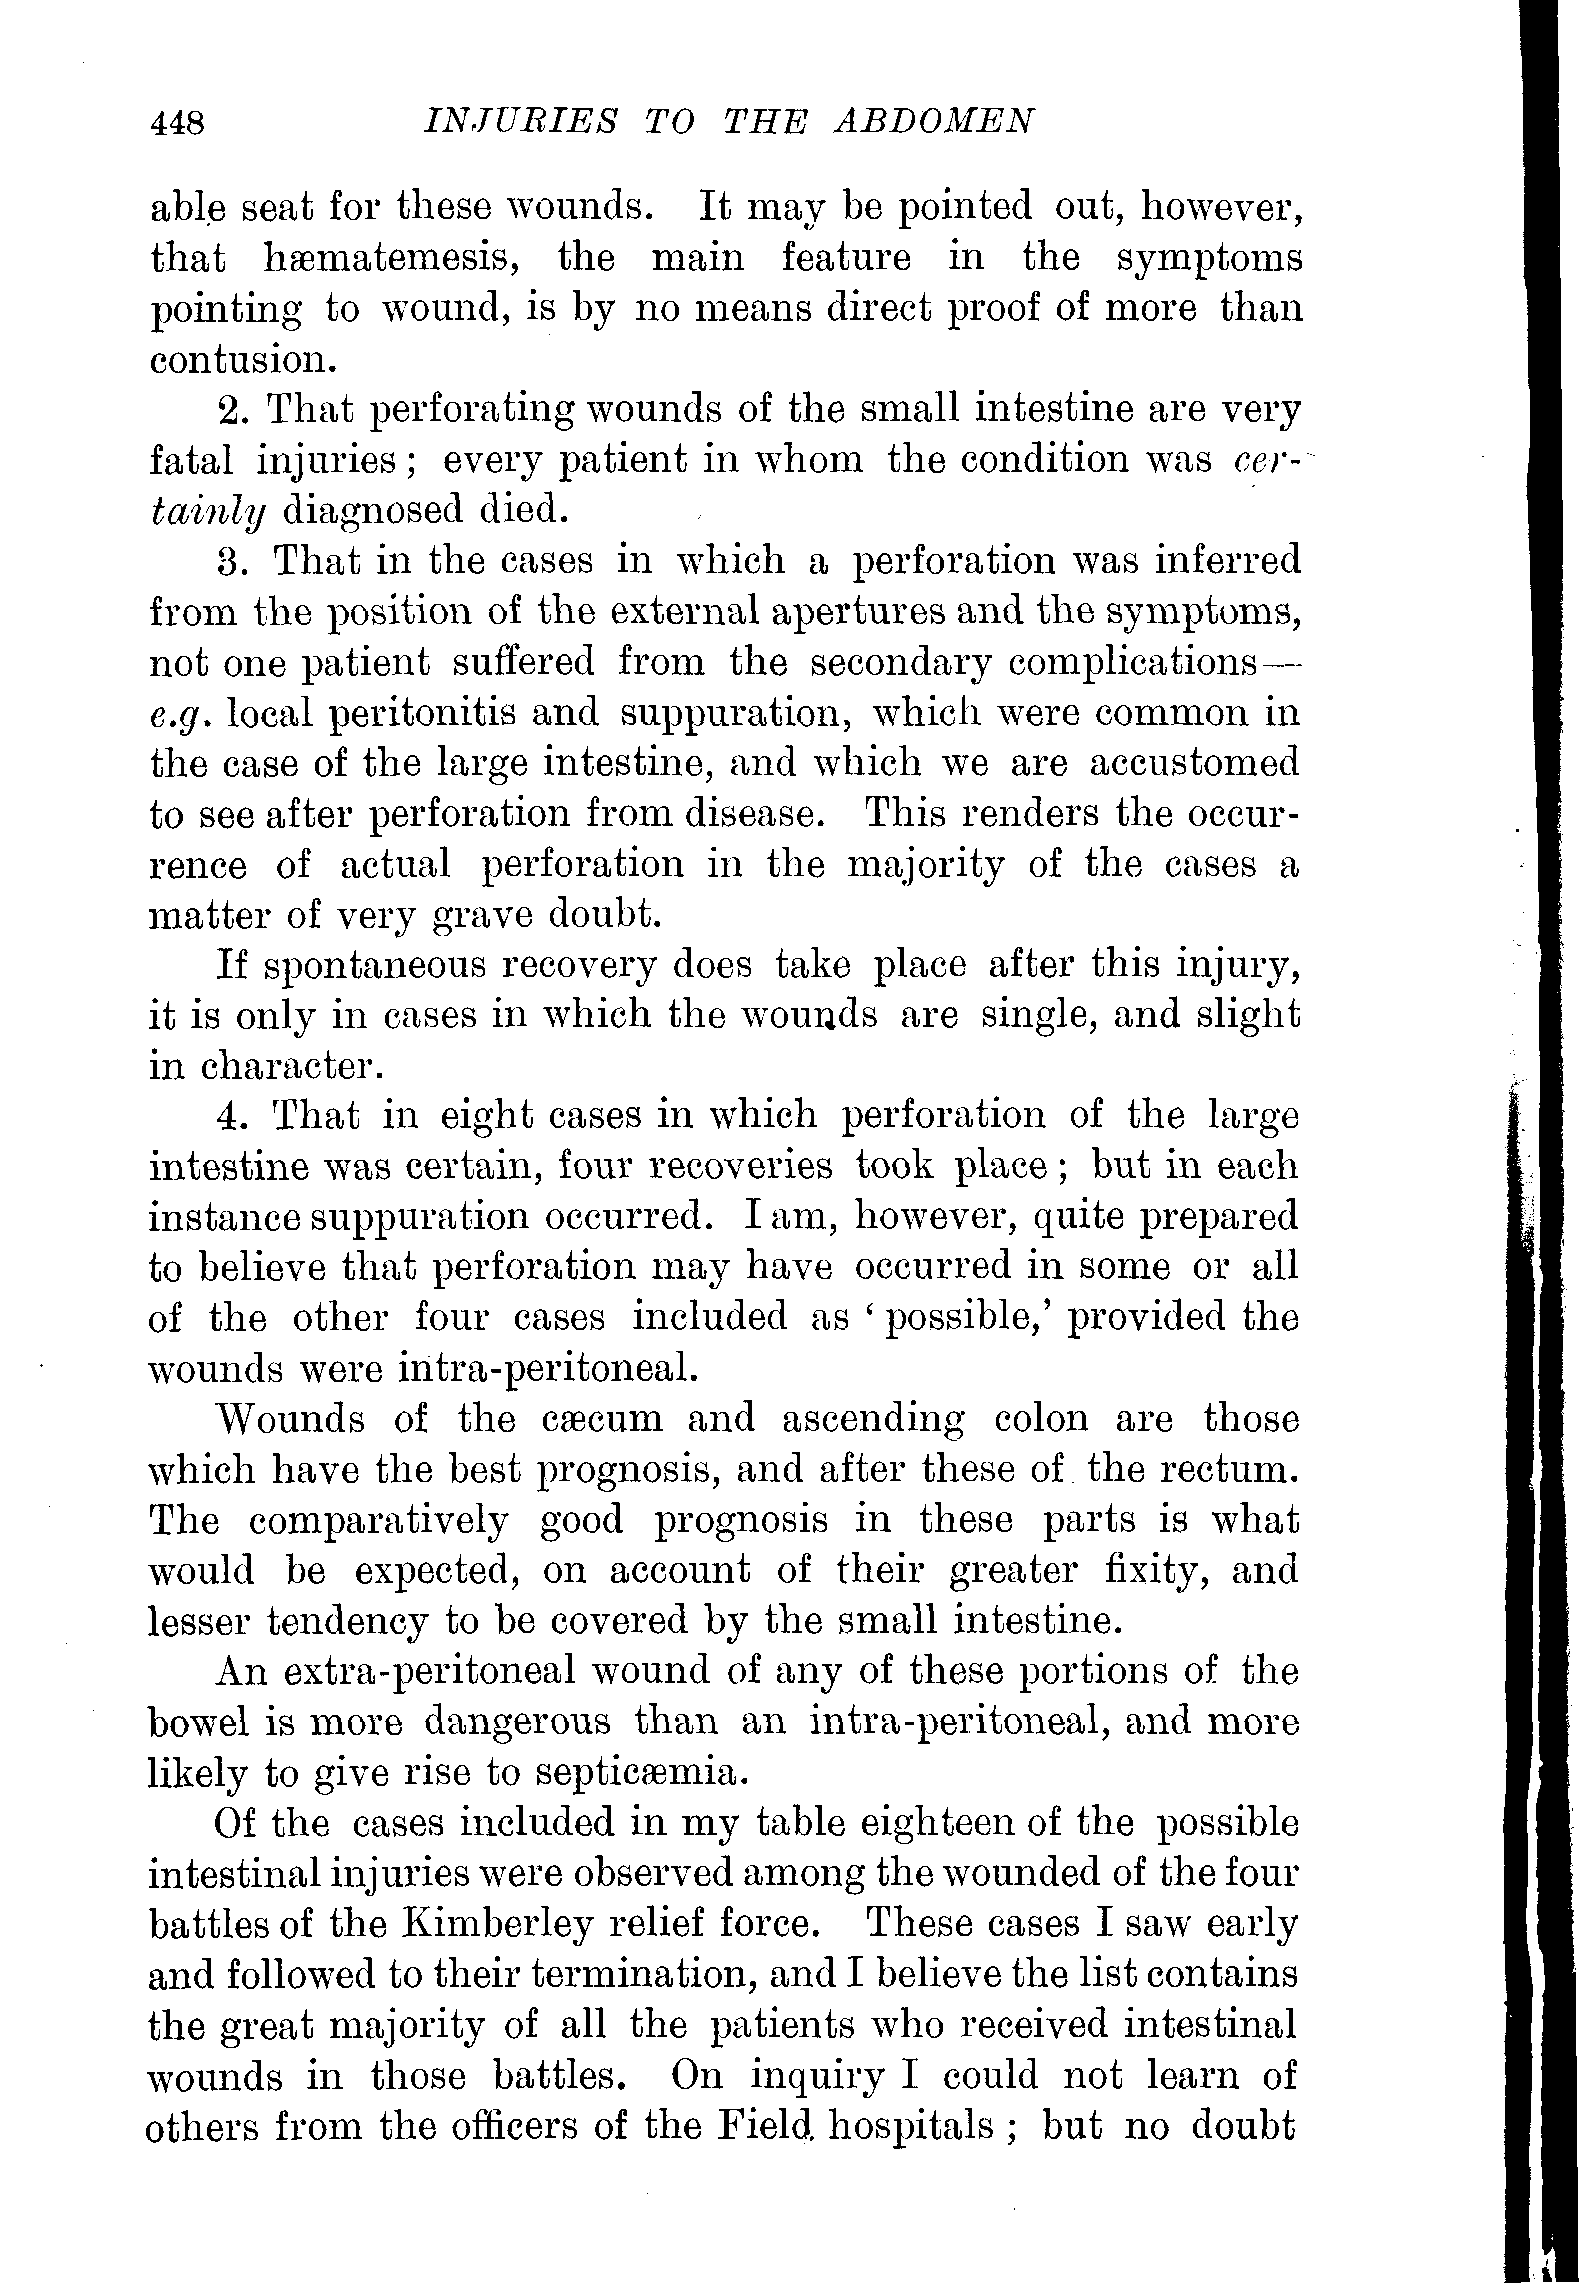 448 INJURIES TO THE ABDOMEN
able seat for these wounds. It may be pointed out, however,
that hæmatemesis, the main feature in the symptoms
pointing to wound, is by no means direct proof of more than
contusion.
2. That perforating wounds of the small intestine are very
fatal injuries ; every patient in whom the condition was cer-
tainly diagnosed died.
3. That in the cases in which a perforation was inferred
from the position of the external apertures and the symptoms,
not one patient suffered from the secondary complications—
e.g. local peritonitis and suppuration, which were common in
the case of the large intestine, and which we are accustomed
to see after perforation from disease. This renders the occur-
rence of actual perforation in the majority of the cases a
matter of very grave doubt.
If spontaneous recovery does take place after this injury,
it is only in cases in which the wounds are single, and slight
in character.
4. That in eight cases in which perforation of the large
intestine was certain, four recoveries took place ; but in each
instance suppuration occurred. I am, however, quite prepared
to believe that perforation may have occurred in some or all
of the other four cases included as ‘ possible,’ provided the
wounds were intra-peritoneal.
Wounds of the cæcum and ascending colon are those
which have the best prognosis, and after these of the rectum.
The comparatively good prognosis in these parts is what
would be expected, on account of their greater fixity, and
lesser tendency to be covered by the small intestine.
An extra-peritoneal wound of any of these portions of the
bowel is more dangerous than an intra-peritoneal, and more
likely to give rise to septicæmia.
Of the cases included in my table eighteen of the possible
intestinal injuries were observed among the wounded of the four
battles of the Kimberley relief force. These cases I saw early
and followed to their termination, and I believe the list contains
the great majority of all the patients who received intestinal
wounds in those battles. On inquiry I could not learn of
others from the officers of the Field hospitals ; but no doubt